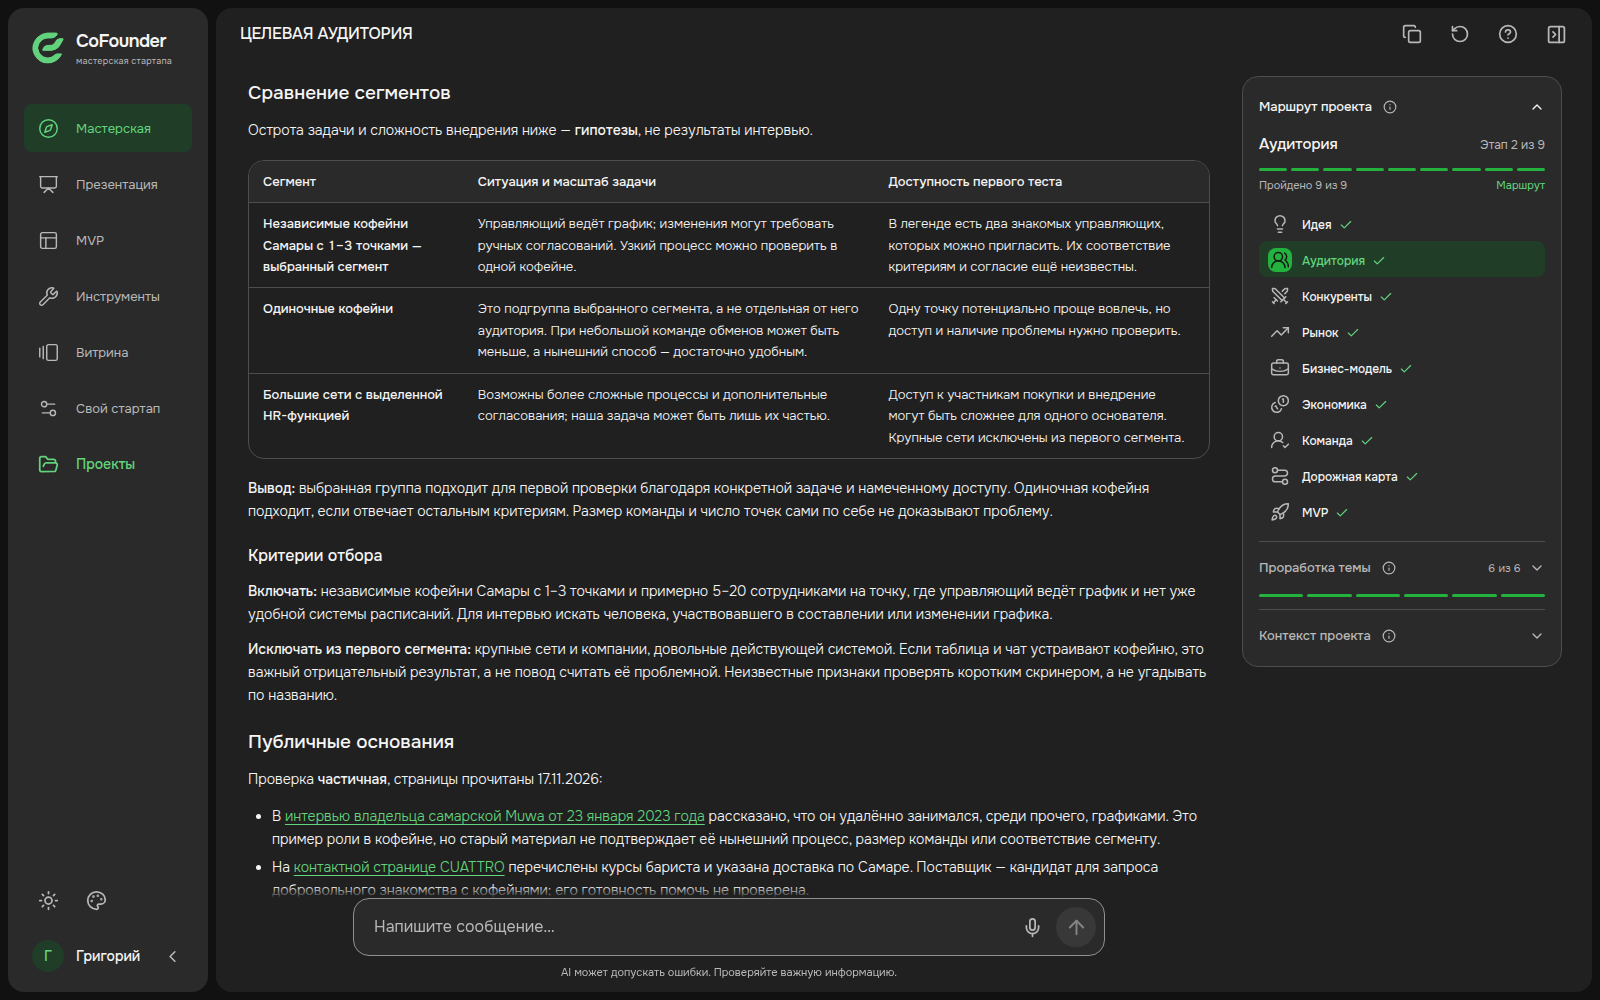 CoFounder
мастерская стартапа
Мастерская
Презентация
MVP
Инструменты
Витрина
Свой стартап
Проекты
Г
Григорий
ЦЕЛЕВАЯ АУДИТОРИЯ
Сравнение сегментов
Острота задачи и сложность внедрения ниже — гипотезы, не результаты интервью.
Сегмент
Ситуация и масштаб задачи
Доступность первого теста
Независимые кофейни
Самары с 1–3 точками —
выбранный сегмент
Управляющий ведёт график; изменения могут требовать
ручных согласований. Узкий процесс можно проверить в
одной кофейне.
В легенде есть два знакомых управляющих,
которых можно пригласить. Их соответствие
критериям и согласие ещё неизвестны.
Одиночные кофейни
Это подгруппа выбранного сегмента, а не отдельная от него
аудитория. При небольшой команде обменов может быть
меньше, а нынешний способ — достаточно удобным.
Одну точку потенциально проще вовлечь, но
доступ и наличие проблемы нужно проверить.
Большие сети с выделенной
HR-функцией
Возможны более сложные процессы и дополнительные
согласования; наша задача может быть лишь их частью.
Доступ к участникам покупки и внедрение
могут быть сложнее для одного основателя.
Крупные сети исключены из первого сегмента.
Вывод: выбранная группа подходит для первой проверки благодаря конкретной задаче и намеченному доступу. Одиночная кофейня
подходит, если отвечает остальным критериям. Размер команды и число точек сами по себе не доказывают проблему.
Критерии отбора
Включать: независимые кофейни Самары с 1–3 точками и примерно 5–20 сотрудниками на точку, где управляющий ведёт график и нет уже
удобной системы расписаний. Для интервью искать человека, участвовавшего в составлении или изменении графика.
Исключать из первого сегмента: крупные сети и компании, довольные действующей системой. Если таблица и чат устраивают кофейню, это
важный отрицательный результат, а не повод считать её проблемной. Неизвестные признаки проверять коротким скринером, а не угадывать
по названию.
Публичные основания
Проверка частичная, страницы прочитаны 17.11.2026:
В интервью владельца самарской Muwa от 23 января 2023 года рассказано, что он удалённо занимался, среди прочего, графиками. Это
пример роли в кофейне, но старый материал не подтверждает её нынешний процесс, размер команды или соответствие сегменту.
На контактной странице CUATTRO перечислены курсы бариста и указана доставка по Самаре. Поставщик — кандидат для запроса
добровольного знакомства с кофейнями; его готовность помочь не проверена.
Напишите сообщение...
AI может допускать ошибки. Проверяйте важную информацию.
Маршрут проекта
Аудитория
Этап 2 из 9
Пройдено 9 из 9
Маршрут
Идея
Аудитория
Конкуренты
Рынок
Бизнес-модель
Экономика
Команда
Дорожная карта
MVP
Проработка темы
6 из 6
Контекст проекта